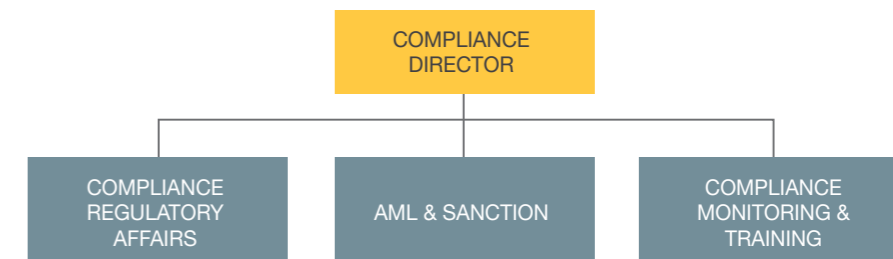 COMPLIANCE
DIRECTOR
COMPLIANCE
REGULATORY
AFFAIRS
AML & SANCTION
COMPLIANCE
MONITORING &
TRAINING